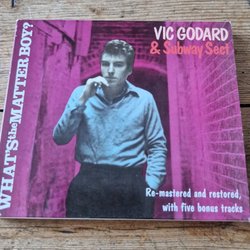 WHAT'S the MATTER BOY?
VIC GODARD
& Subway Sect
Re-mastered and restored,
with five bonus tracks